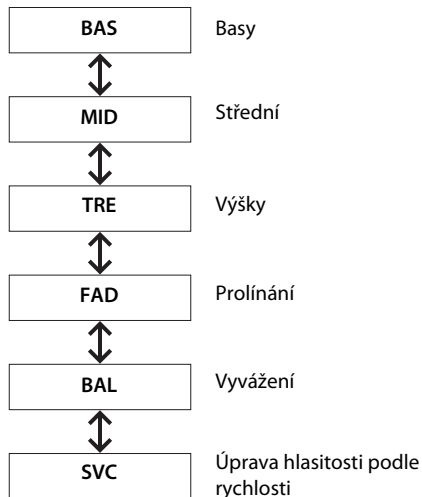 BAS Basy
MID Střední
TRE Výšky
FAD Prolínání
BAL Vyvážení
SVC Úprava hlasitosti podle
rychlosti